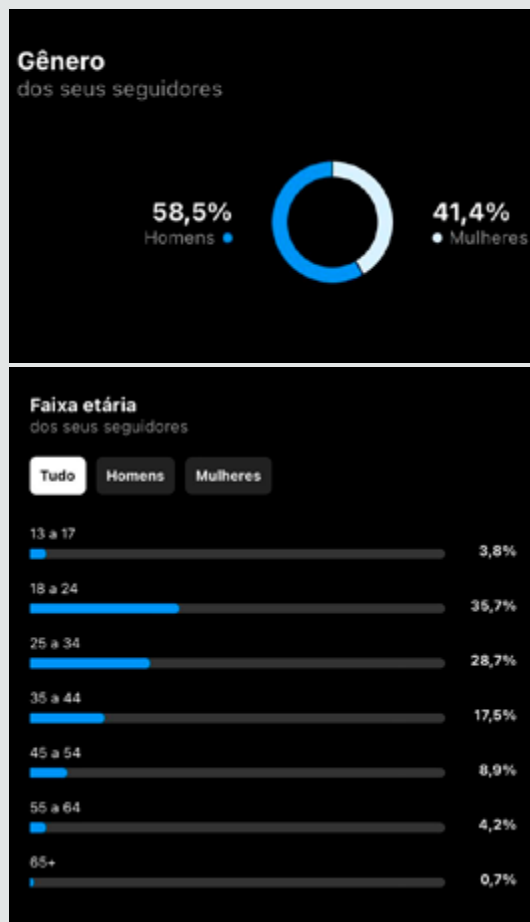 Gênero
dos seus seguidores
58,5%
Homens
41,4%
Mulheres
Faixa etária
dos seus seguidores
Tudo
Homens
Mulheres
13 a 17
3,8%
18 a 24
35,7%
25 a 34
28,7%
35 a 44
17,5%
45 a 54
8,9%
55 a 64
4,2%
65+
0,7%